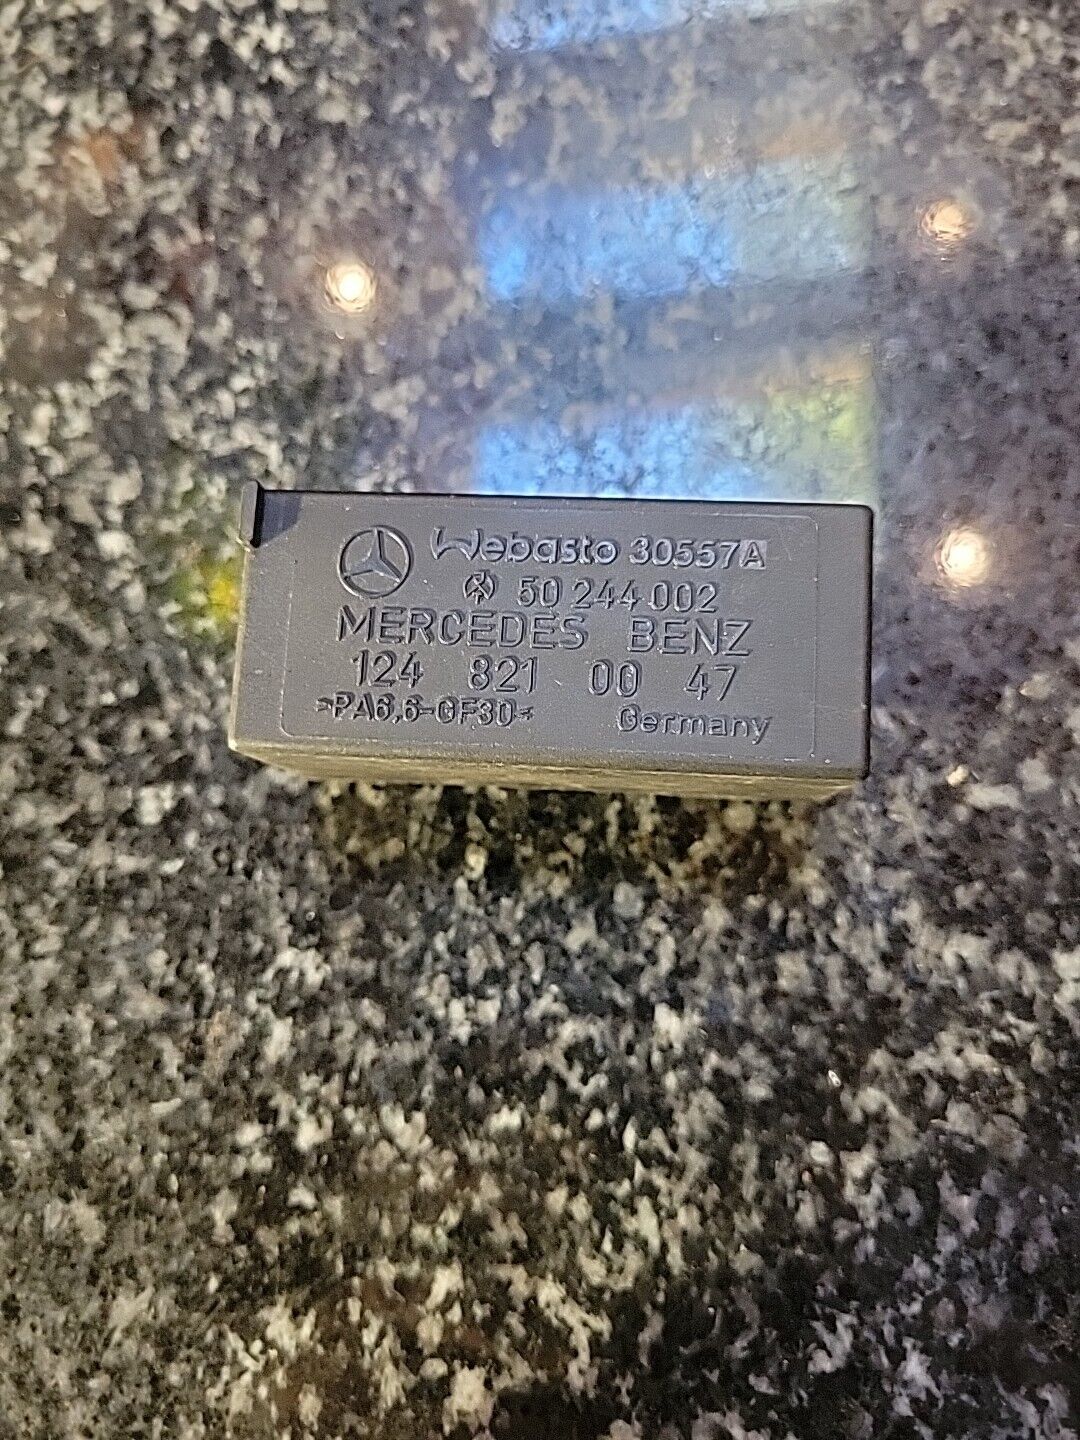 Webasto 30557A
50 244 002
MERCEDES BENZ
124 821 00 47
>PA6,6-GF30< Germany